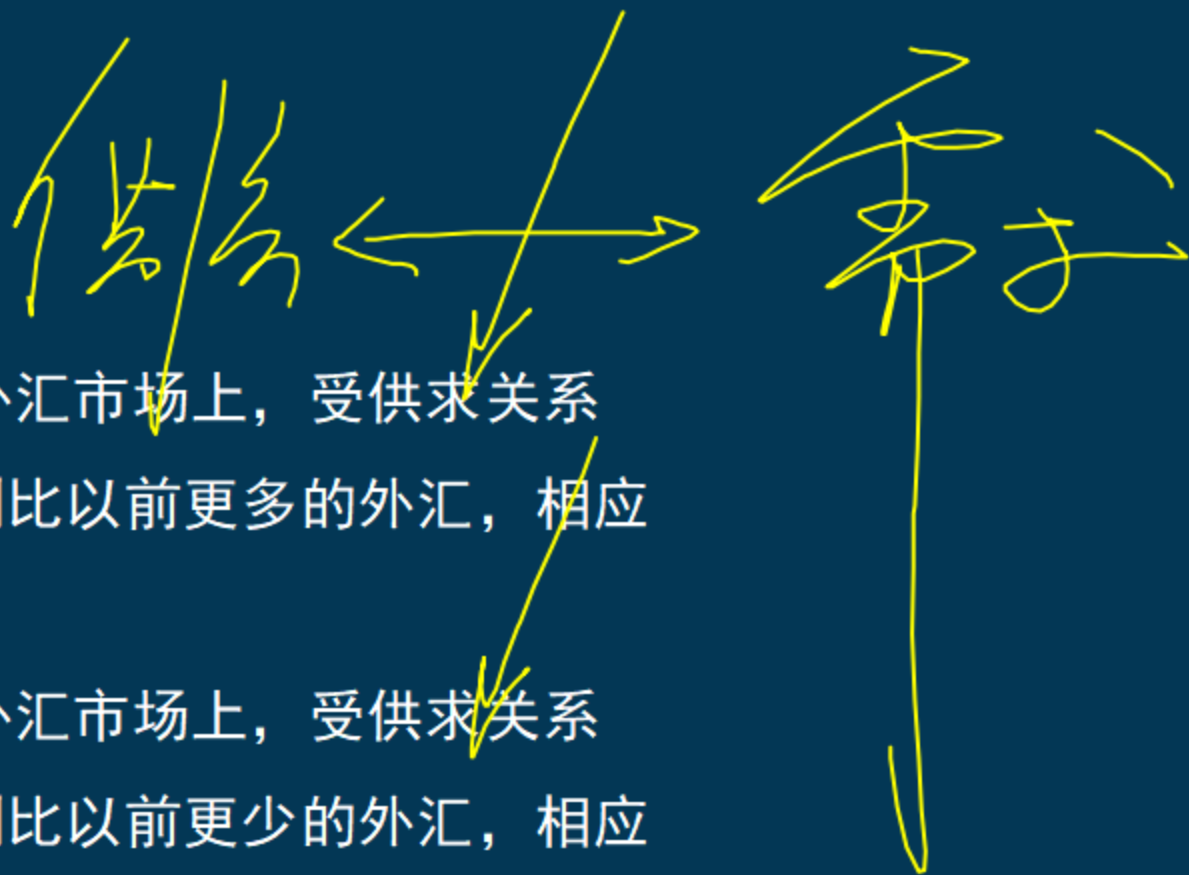 供给 需求
外汇市场上，受供求关系
比以前更多的外汇，相应
外汇市场上，受供求关系
比以前更少的外汇，相应